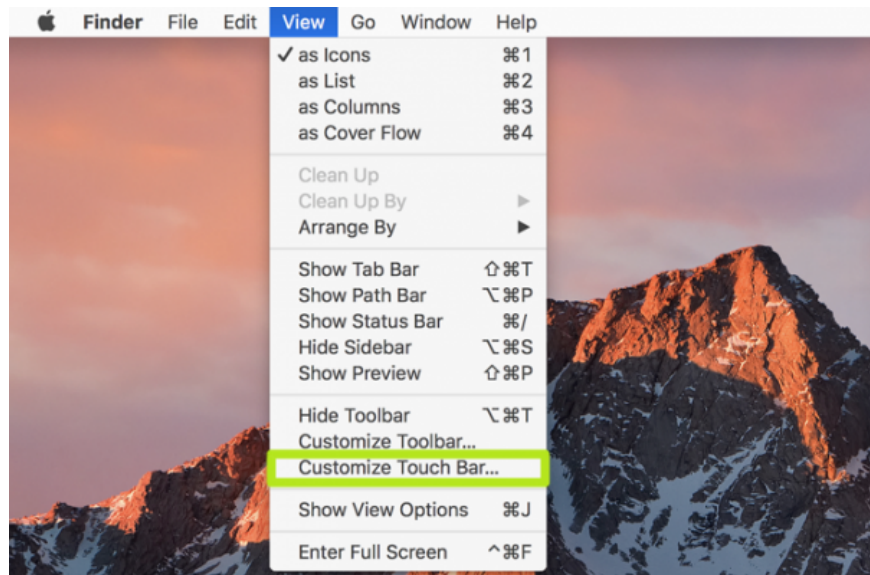 Finder File Edit View Go Window Help
✓ as Icons ⌘1
as List ⌘2
as Columns ⌘3
as Cover Flow ⌘4
Clean Up
Clean Up By ▶
Arrange By ▶
Show Tab Bar ⇧⌘T
Show Path Bar ⌥⌘P
Show Status Bar ⌘/
Hide Sidebar ⌥⌘S
Show Preview ⇧⌘P
Hide Toolbar ⌥⌘T
Customize Toolbar...
Customize Touch Bar...
Show View Options ⌘J
Enter Full Screen ^⌘F